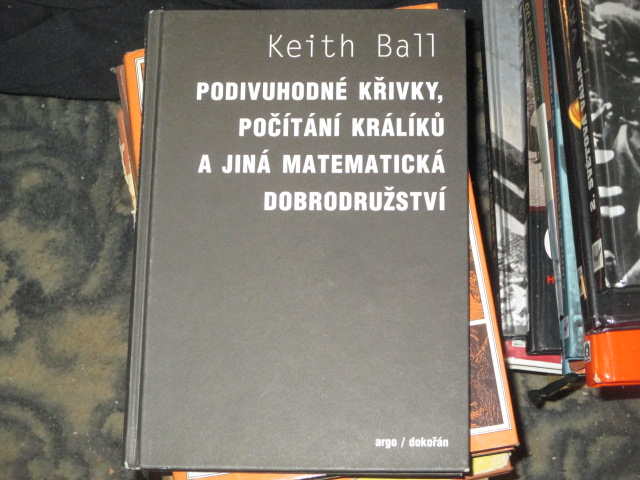 Keith Ball
PODIVUHODNÉ KŘIVKY,
POČÍTÁNÍ KRÁLÍKŮ
A JINÁ MATEMATICKÁ
DOBRODRUŽSTVÍ
argo / dokořán